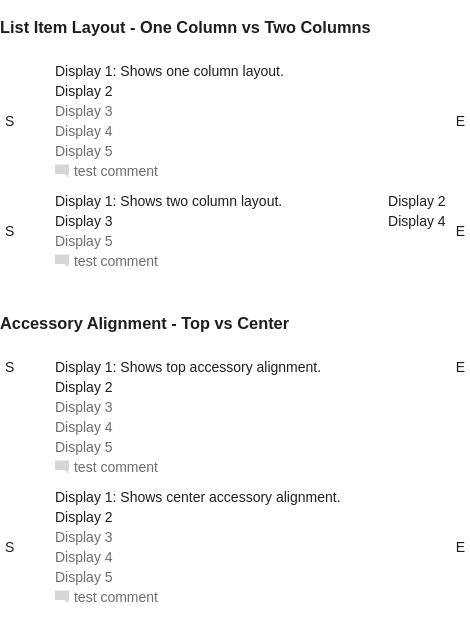 List Item Layout - One Column vs Two Columns
Display 1: Shows one column layout.
Display 2
Display 3
S Display 4 E
Display 5
test comment
Display 1: Shows two column layout. Display 2
Display 3 Display 4
S E
Display 5
test comment
Accessory Alignment - Top vs Center
S Display 1: Shows top accessory alignment. E
Display 2
Display 3
Display 4
Display 5
test comment
Display 1: Shows center accessory alignment.
Display 2
Display 3
S E
Display 4
Display 5
test comment